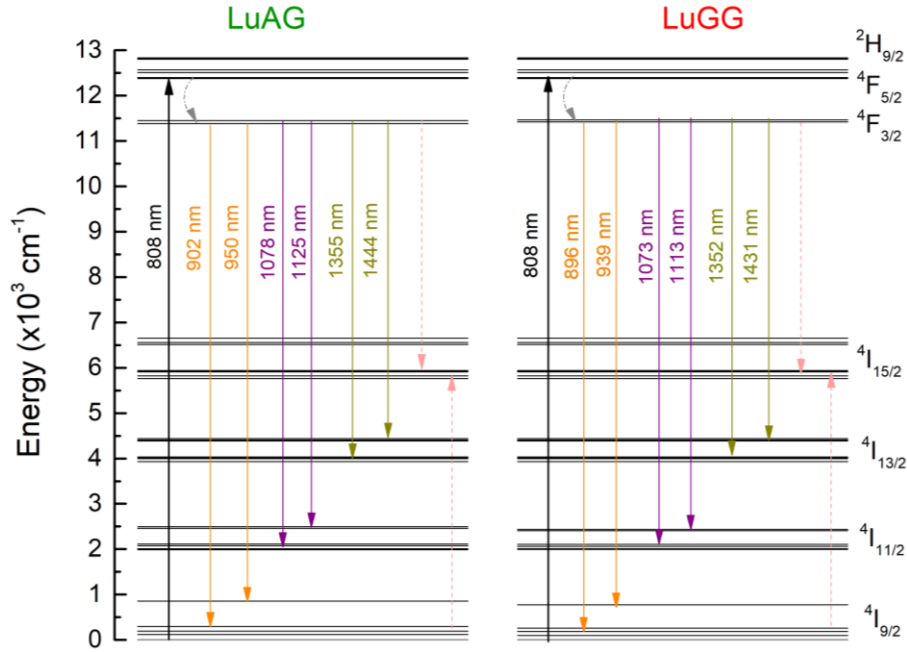 LuAG
LuGG
Energy (x10³ cm⁻¹)
13
12
11
10
9
8
7
6
5
4
3
2
1
0
808 nm
902 nm
950 nm
1078 nm
1125 nm
1355 nm
1444 nm
808 nm
896 nm
939 nm
1073 nm
1113 nm
1352 nm
1431 nm
²H9/2
⁴F5/2
⁴F3/2
⁴I15/2
⁴I13/2
⁴I11/2
⁴I9/2